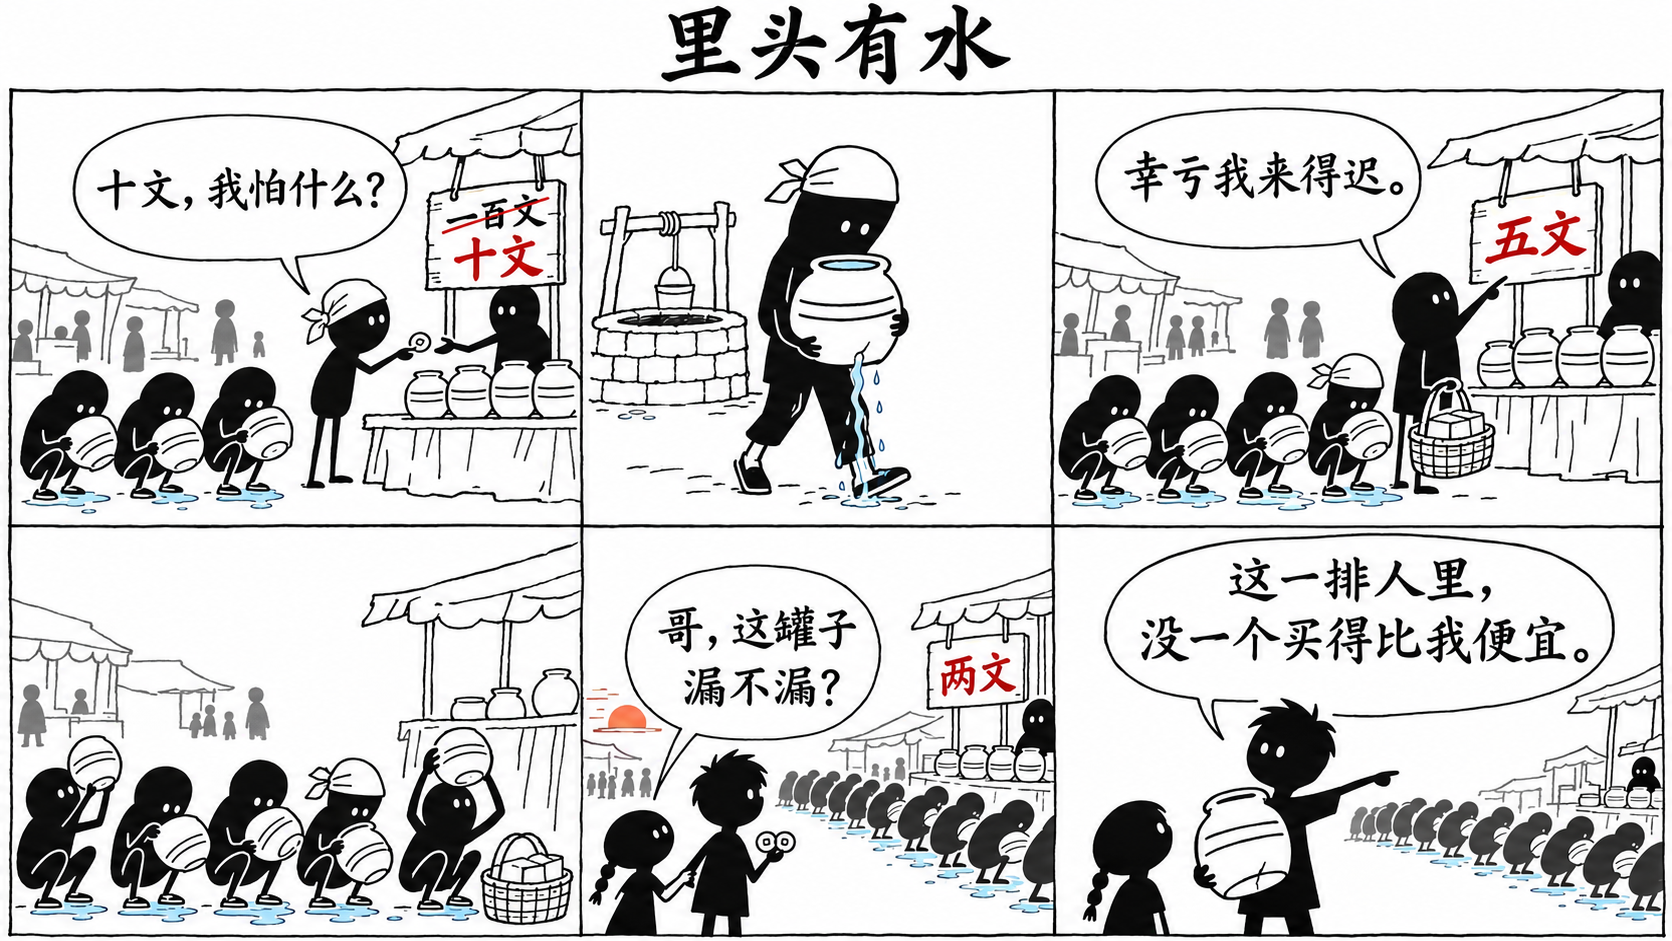 里头有水
十文，我怕什么？
一百文
十文
幸亏我来得迟。
五文
哥，这罐子
漏不漏？
两文
这一排人里，
没一个买得比我便宜。